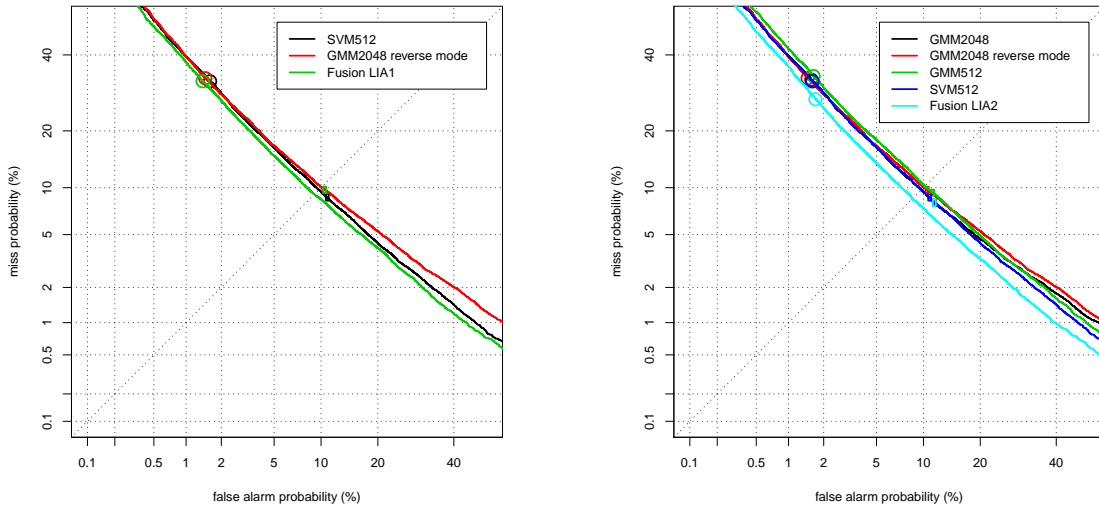 SVM512
GMM2048 reverse mode
Fusion LIA1
miss probability (%)
40
20
10
5
2
1
0.5
0.1
0.1
0.5
1
2
5
10
20
40
false alarm probability (%)
GMM2048
GMM2048 reverse mode
GMM512
SVM512
Fusion LIA2
miss probability (%)
40
20
10
5
2
1
0.5
0.1
0.1
0.5
1
2
5
10
20
40
false alarm probability (%)